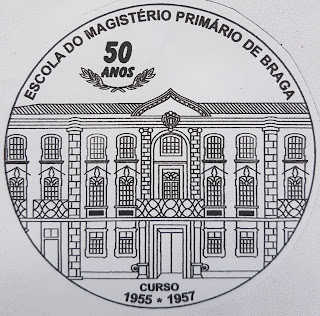 ESCOLA DO MAGISTÉRIO PRIMÁRIO DE BRAGA
50
ANOS
CURSO
1955 * 1957